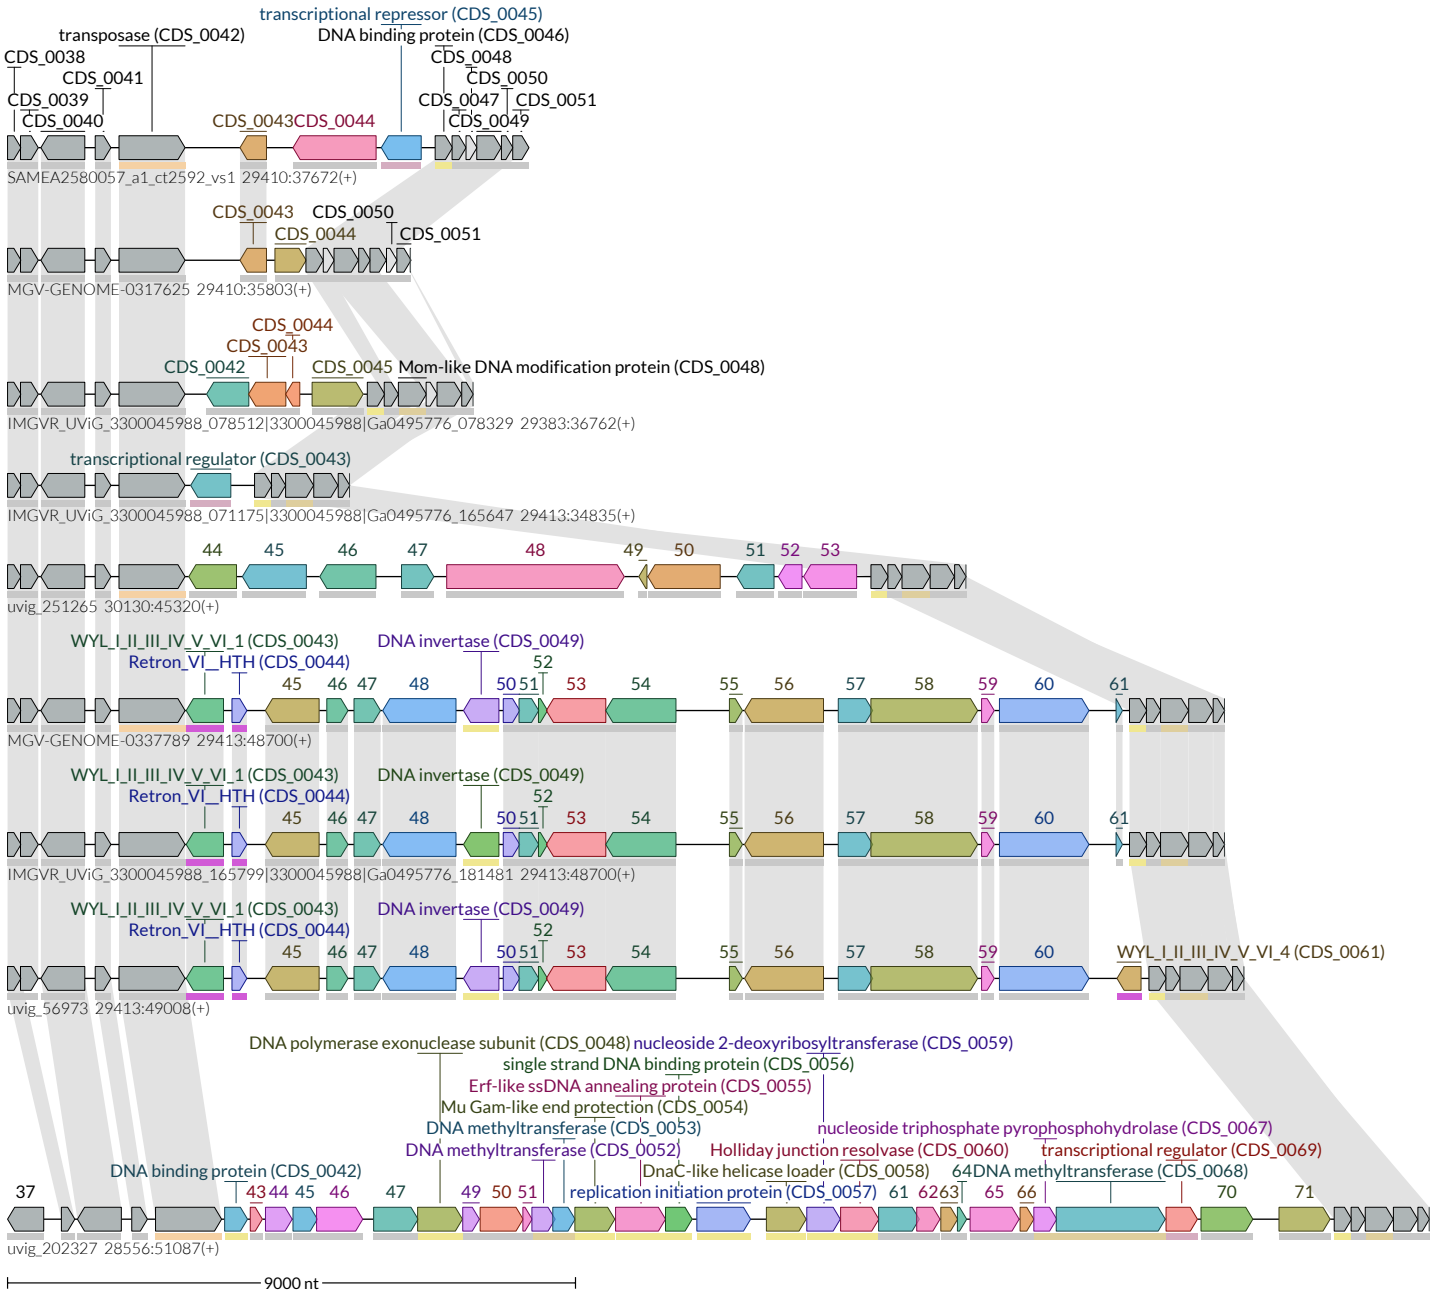 transcriptional repressor (CDS_0045)
transposase (CDS_0042) DNA binding protein (CDS_0046)
CDS_0038 CDS_0048
CDS_0041 CDS_0050
CDS_0039 CDS_0047 CDS_0051
CDS_0040 CDS_0043 CDS_0044 CDS_0049
SAMEA2580057_a1_ct2592_vs1 29410:37672(+)
CDS_0043 CDS_0050
CDS_0044 CDS_0051
MGV-GENOME-0317625 29410:35803(+)
CDS_0044
CDS_0043
CDS_0042 CDS_0045 Mom-like DNA modification protein (CDS_0048)
IMGVR_UViG_3300045988_078512|3300045988|Ga0495776_078329 29383:36762(+)
transcriptional regulator (CDS_0043)
IMGVR_UViG_3300045988_071175|3300045988|Ga0495776_165647 29413:34835(+)
44 45 46 47 48 49 50 51 52 53
uvig_251265 30130:45320(+)
WYL_I_II_III_IV_V_VI_1 (CDS_0043) DNA invertase (CDS_0049)
Retron_VI__HTH (CDS_0044) 52
45 46 47 48 50 51 53 54 55 56 57 58 59 60 61
MGV-GENOME-0337789 29413:48700(+)
WYL_I_II_III_IV_V_VI_1 (CDS_0043) DNA invertase (CDS_0049)
Retron_VI__HTH (CDS_0044) 52
45 46 47 48 50 51 53 54 55 56 57 58 59 60 61
IMGVR_UViG_3300045988_165799|3300045988|Ga0495776_181481 29413:48700(+)
WYL_I_II_III_IV_V_VI_1 (CDS_0043) DNA invertase (CDS_0049)
Retron_VI__HTH (CDS_0044) 52
45 46 47 48 50 51 53 54 55 56 57 58 59 60 WYL_I_II_III_IV_V_VI_4 (CDS_0061)
uvig_56973 29413:49008(+)
DNA polymerase exonuclease subunit (CDS_0048) nucleoside 2-deoxyribosyltransferase (CDS_0059)
single strand DNA binding protein (CDS_0056)
Erf-like ssDNA annealing protein (CDS_0055)
Mu Gam-like end protection (CDS_0054)
DNA methyltransferase (CDS_0053) nucleoside triphosphate pyrophosphohydrolase (CDS_0067)
DNA methyltransferase (CDS_0052) Holliday junction resolvase (CDS_0060) transcriptional regulator (CDS_0069)
DNA binding protein (CDS_0042) DnaC-like helicase loader (CDS_0058) 64 DNA methyltransferase (CDS_0068)
37 43 44 45 46 47 49 50 51 replication initiation protein (CDS_0057) 61 62 63 65 66 70 71
uvig_202327 28556:51087(+)
9000 nt